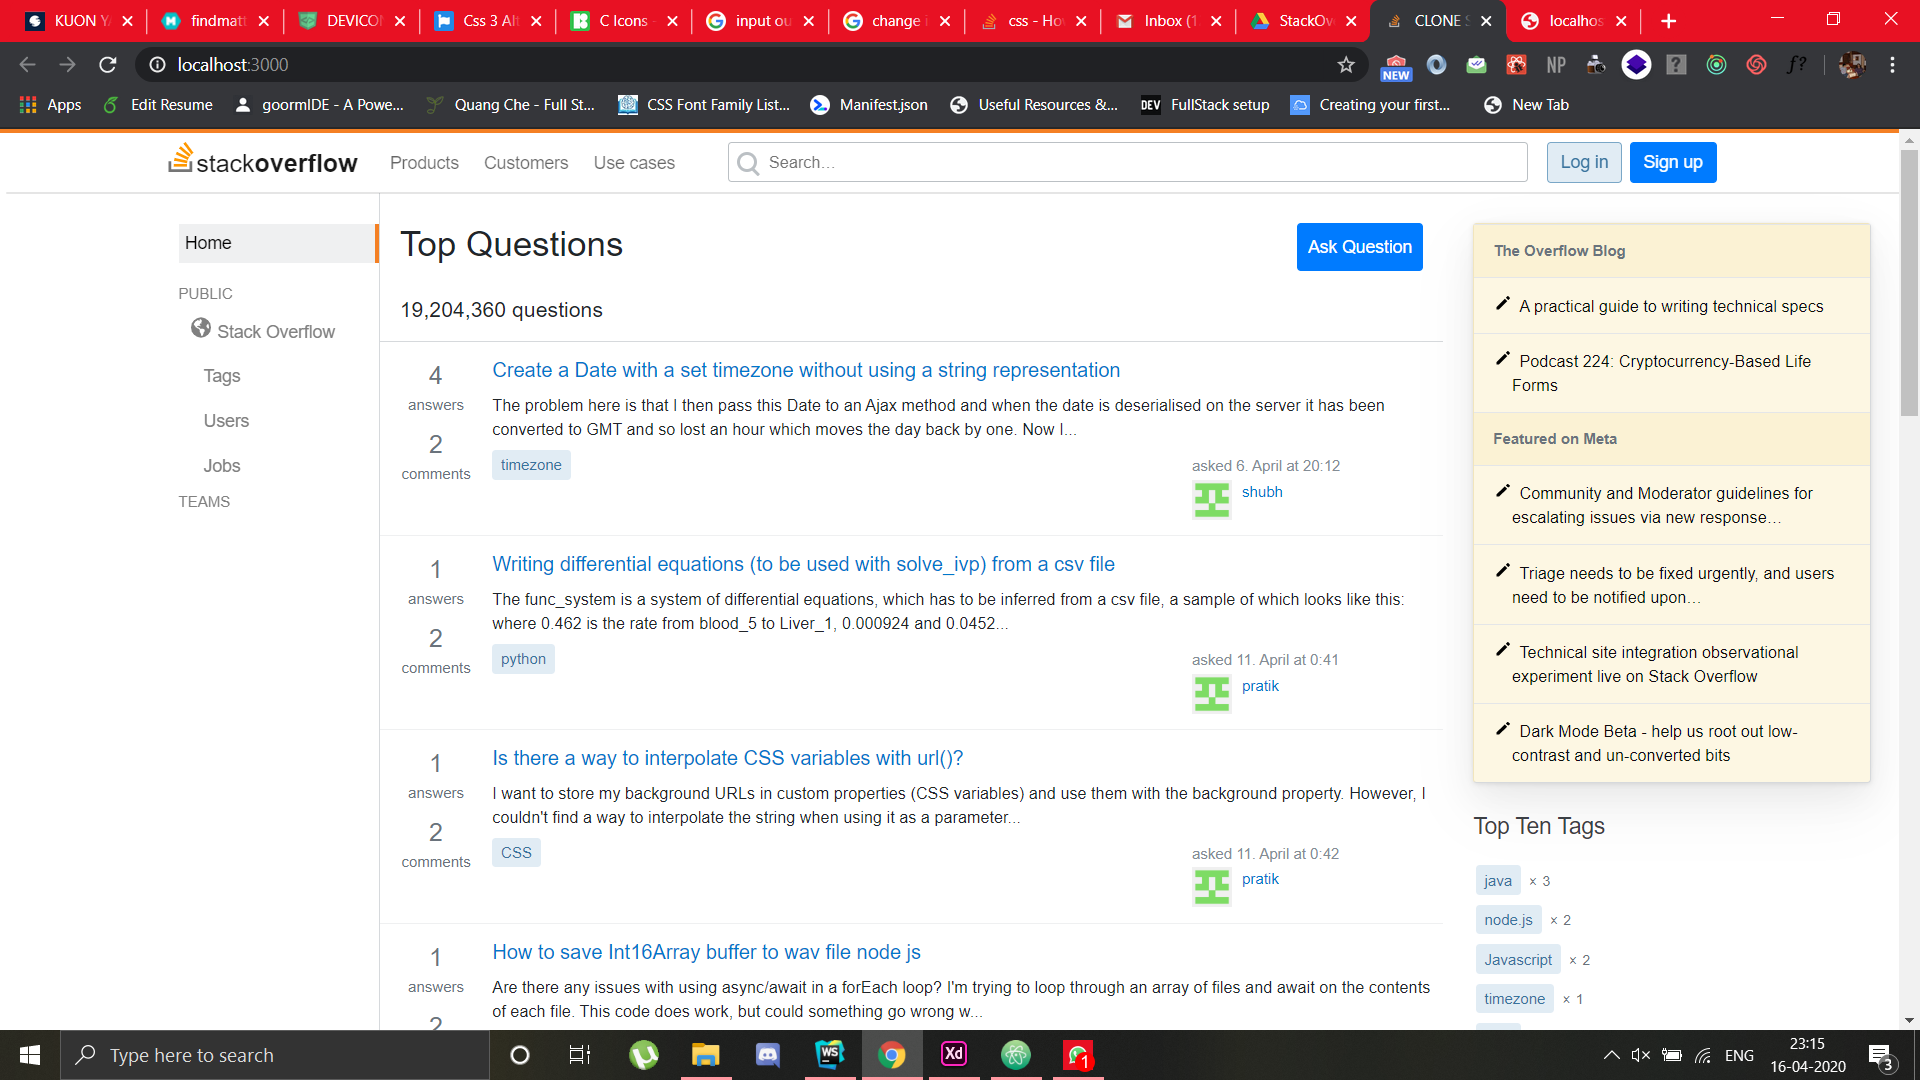 KUON YA
findmatt
DEVICON
Css 3 Alt
C Icons -
input ou
change i
css - How
Inbox (1
StackOve
CLONE S
localhos
localhost:3000
NEW
NP
f?
Apps
Edit Resume
goormIDE - A Powe...
Quang Che - Full St...
CSS Font Family List...
Manifest.json
Useful Resources &...
DEV FullStack setup
Creating your first...
New Tab
stackoverflow
Products
Customers
Use cases
Search...
Log in
Sign up
Home
PUBLIC
Stack Overflow
Tags
Users
Jobs
TEAMS
Top Questions
Ask Question
19,204,360 questions
4
answers
2
comments
Create a Date with a set timezone without using a string representation
The problem here is that I then pass this Date to an Ajax method and when the date is deserialised on the server it has been
converted to GMT and so lost an hour which moves the day back by one. Now I...
timezone
asked 6. April at 20:12
shubh
1
answers
2
comments
Writing differential equations (to be used with solve_ivp) from a csv file
The func_system is a system of differential equations, which has to be inferred from a csv file, a sample of which looks like this:
where 0.462 is the rate from blood_5 to Liver_1, 0.000924 and 0.0452...
python
asked 11. April at 0:41
pratik
1
answers
2
comments
Is there a way to interpolate CSS variables with url()?
I want to store my background URLs in custom properties (CSS variables) and use them with the background property. However, I
couldn't find a way to interpolate the string when using it as a parameter...
CSS
asked 11. April at 0:42
pratik
1
answers
2
How to save Int16Array buffer to wav file node js
Are there any issues with using async/await in a forEach loop? I'm trying to loop through an array of files and await on the contents
of each file. This code does work, but could something go wrong w...
The Overflow Blog
A practical guide to writing technical specs
Podcast 224: Cryptocurrency-Based Life
Forms
Featured on Meta
Community and Moderator guidelines for
escalating issues via new response...
Triage needs to be fixed urgently, and users
need to be notified upon...
Technical site integration observational
experiment live on Stack Overflow
Dark Mode Beta - help us root out low-
contrast and un-converted bits
Top Ten Tags
java × 3
node.js × 2
Javascript × 2
timezone × 1
Type here to search
WS
Xd
1
ENG
23:15
16-04-2020
3